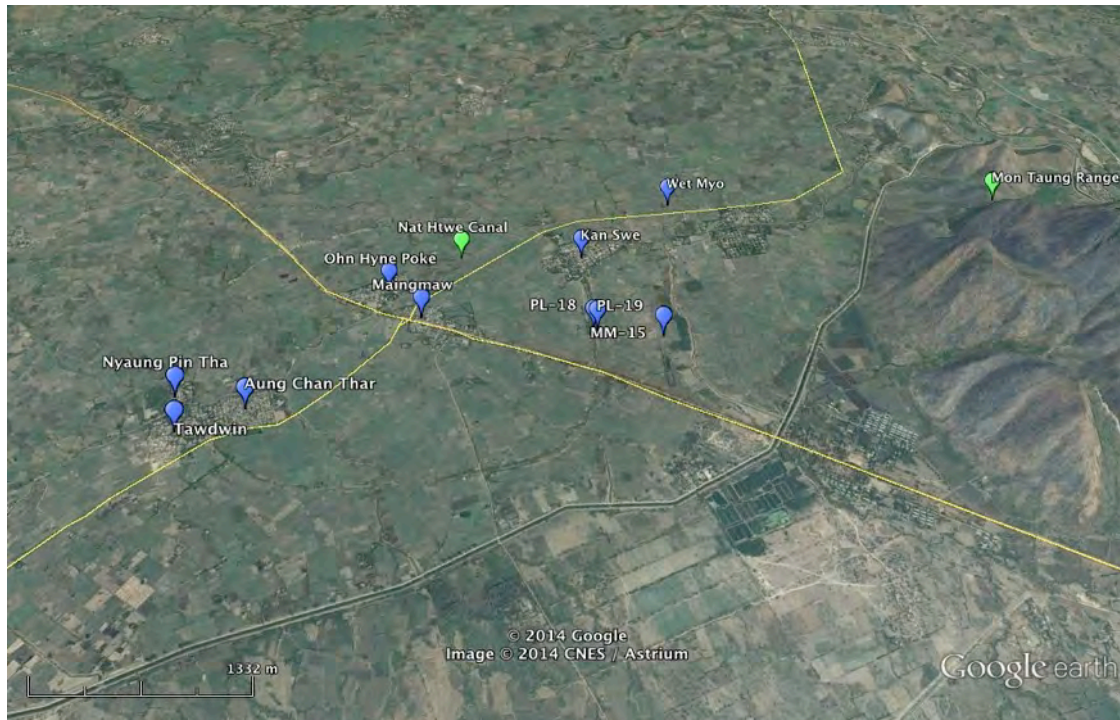 Mon Taung Range
Wet Myo
Nat Htwe Canal
Kan Swe
Ohn Hyne Poke
Maingmaw
PL-18
PL-19
MM-15
Nyaung Pin Tha
Aung Chan Thar
Tawdwin
© 2014 Google
Image © 2014 CNES / Astrium
1332 m
Google earth